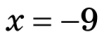 x = −9